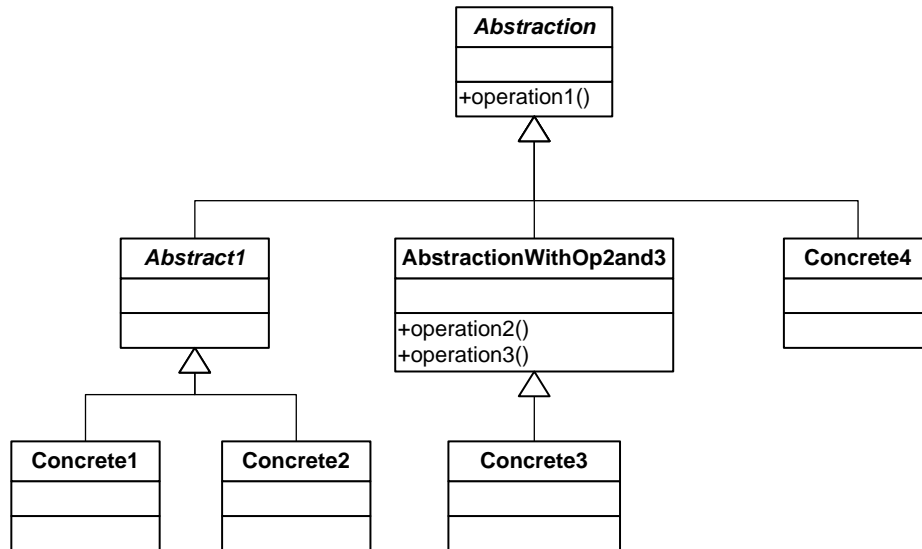 Abstraction
+operation1()
Abstract1
AbstractionWithOp2and3
Concrete4
+operation2()
+operation3()
Concrete1
Concrete2
Concrete3